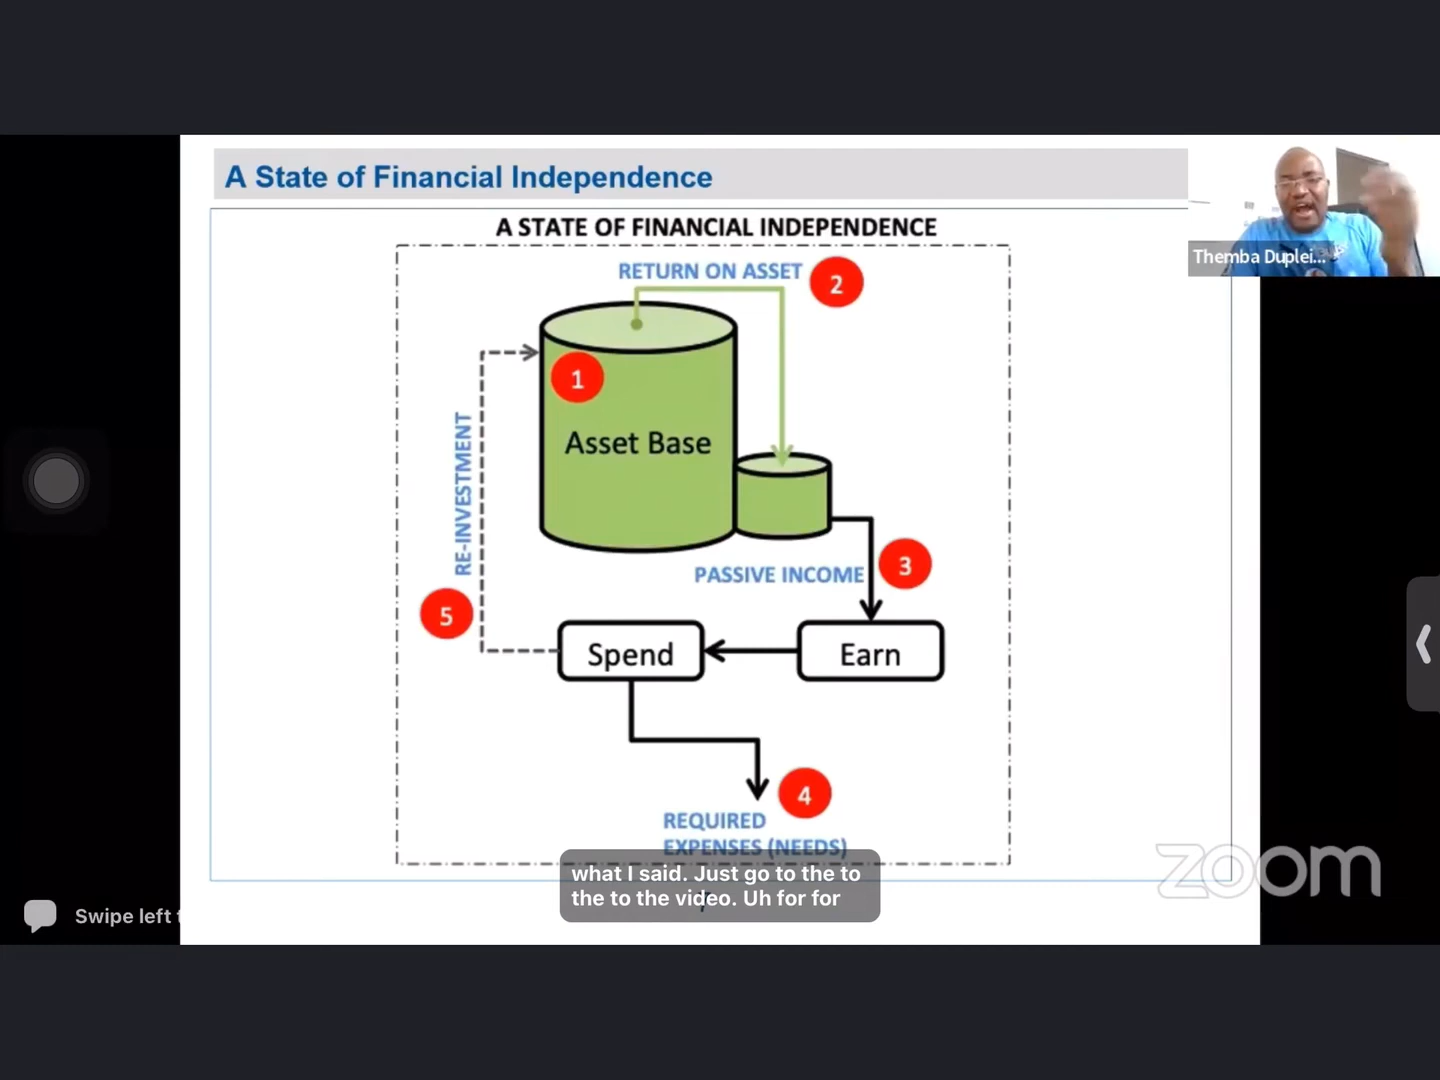 A State of Financial Independence
A STATE OF FINANCIAL INDEPENDENCE
RETURN ON ASSET
2
Themba Duplei...
1
Asset Base
RE-INVESTMENT
PASSIVE INCOME
3
5
Spend
Earn
4
REQUIRED
EXPENSES (NEEDS)
what I said. Just go to the to
the to the video. Uh for for
zoom
Swipe left